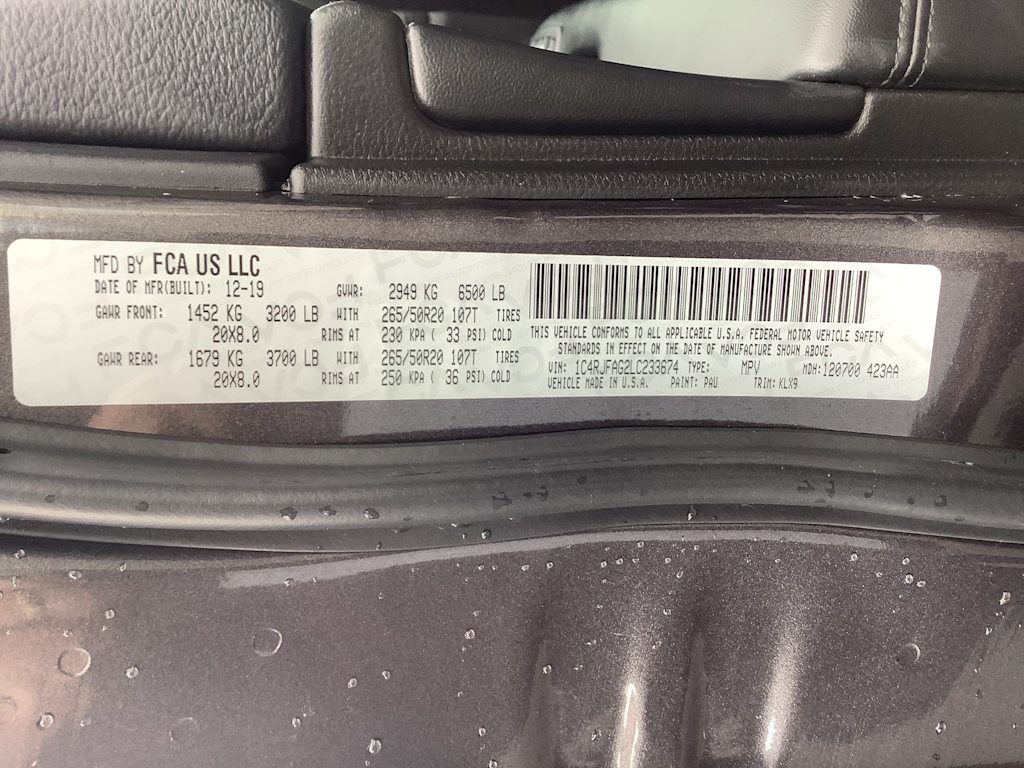 MFD BY FCA US LLC
DATE OF MFR(BUILT): 12-19 GVWR: 2949 KG 6500 LB
GAWR FRONT: 1452 KG 3200 LB WITH 265/50R20 107T TIRES
20X8.0 RIMS AT 230 KPA ( 33 PSI) COLD
GAWR REAR: 1679 KG 3700 LB WITH 265/50R20 107T TIRES
20X8.0 RIMS AT 250 KPA ( 36 PSI) COLD
THIS VEHICLE CONFORMS TO ALL APPLICABLE U.S.A. FEDERAL MOTOR VEHICLE SAFETY
STANDARDS IN EFFECT ON THE DATE OF MANUFACTURE SHOWN ABOVE.
VIN: 1C4RJFAG2LC233674 TYPE: MPV MDH: 120700 423AA
VEHICLE MADE IN U.S.A. PAINT: PAU TRIM: KLX9